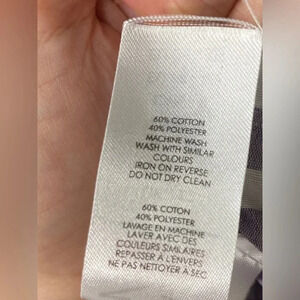 60% COTTON
40% POLYESTER
MACHINE WASH
WASH WITH SIMILAR
COLOURS
IRON ON REVERSE
DO NOT DRY CLEAN
60% COTON
40% POLYESTER
LAVAGE EN MACHINE
LAVER AVEC DES
COULEURS SIMILAIRES
REPASSER À L'ENVERS
NE PAS NETTOYER À SEC